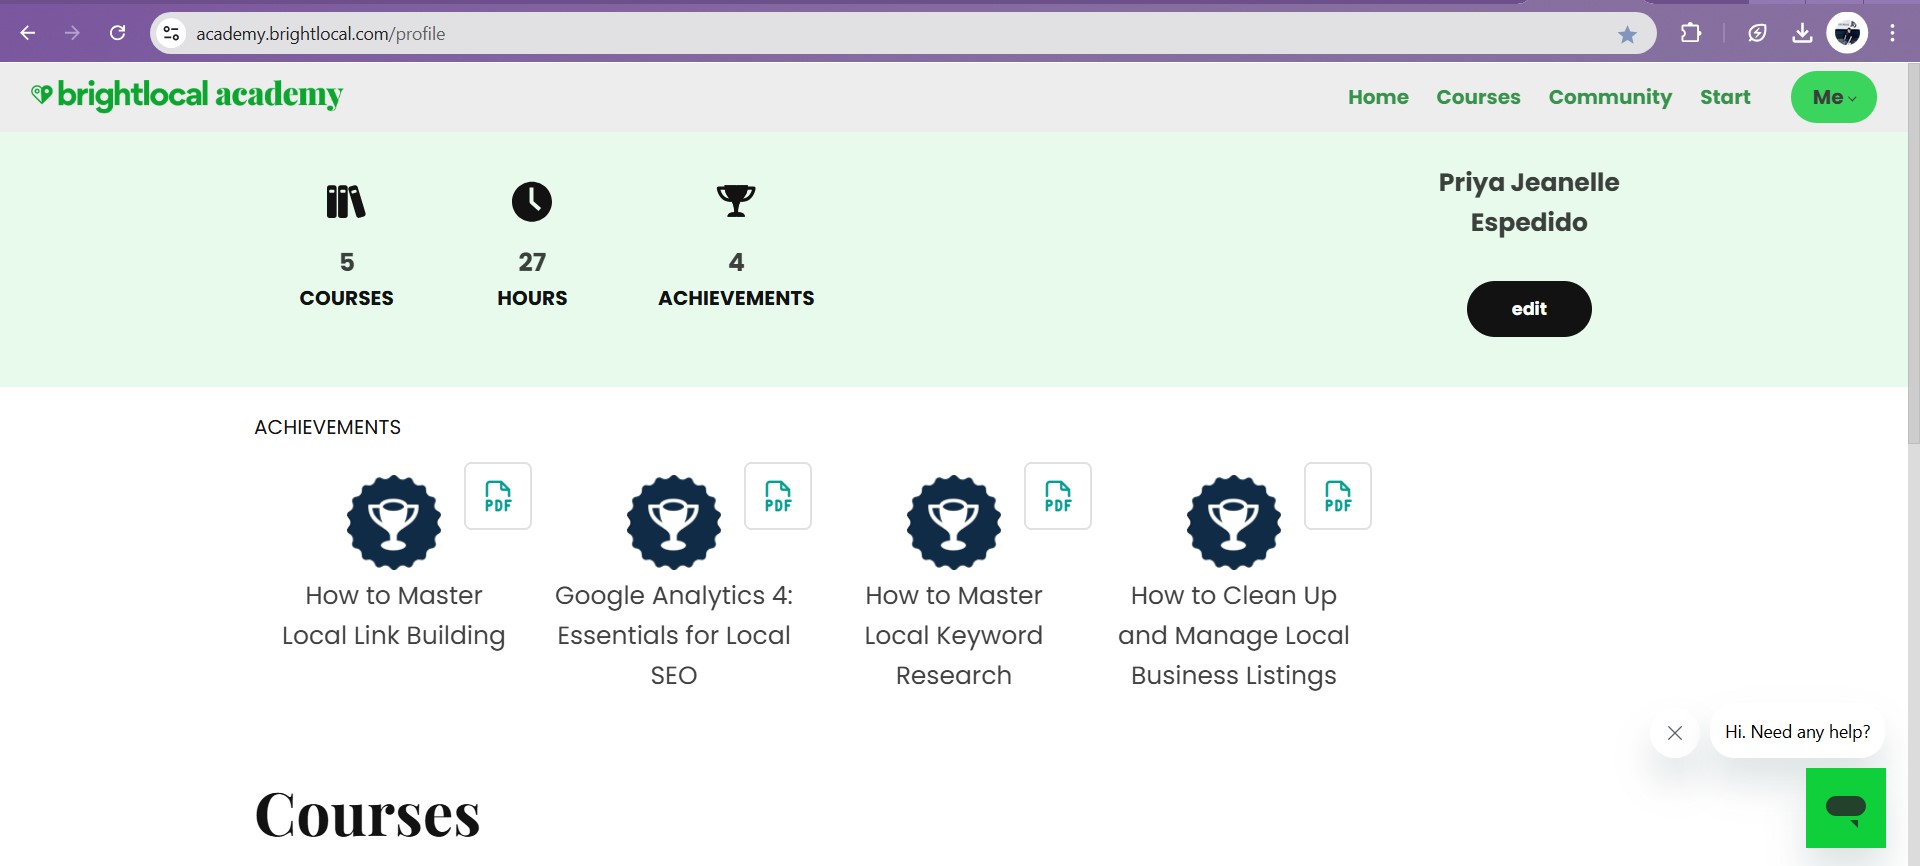 academy.brightlocal.com/profile
brightlocal academy
Home Courses Community Start Me
5 27 4
COURSES HOURS ACHIEVEMENTS
Priya Jeanelle
Espedido
edit
ACHIEVEMENTS
PDF PDF PDF PDF
How to Master
Local Link Building
Google Analytics 4:
Essentials for Local
SEO
How to Master
Local Keyword
Research
How to Clean Up
and Manage Local
Business Listings
Hi. Need any help?
Courses